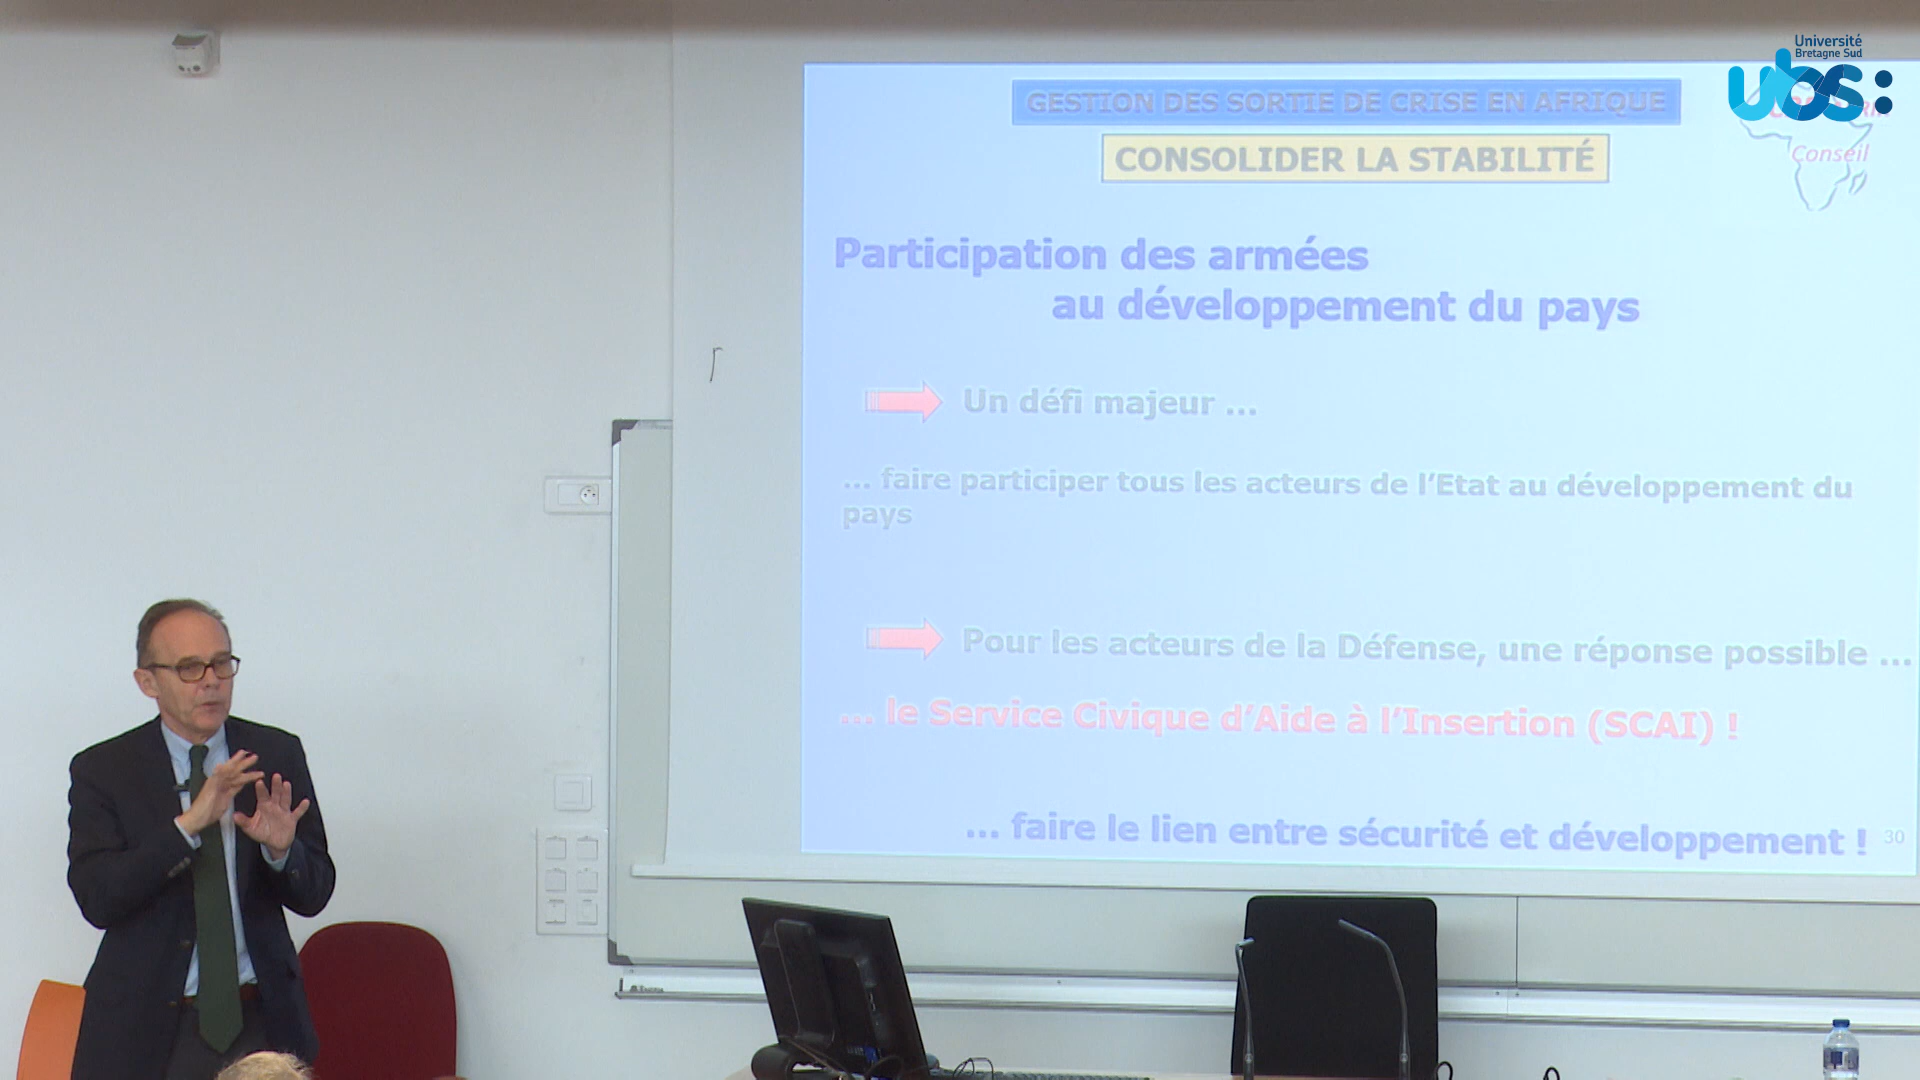 Université
Bretagne Sud
ubs:
GESTION DES SORTIE DE CRISE EN AFRIQUE
CONSOLIDER LA STABILITÉ
Conseil
Participation des armées
au développement du pays
Un défi majeur ...
... faire participer tous les acteurs de l'Etat au développement du
pays
Pour les acteurs de la Défense, une réponse possible ...
... le Service Civique d'Aide à l'Insertion (SCAI) !
... faire le lien entre sécurité et développement !
30